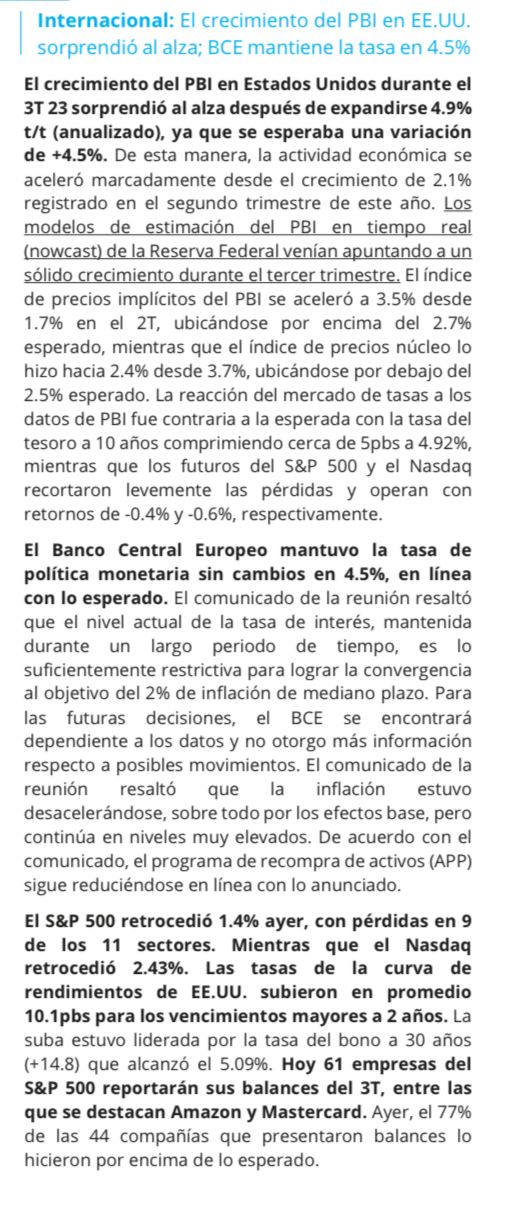 Internacional: El crecimiento del PBI en EE.UU.
sorprendió al alza; BCE mantiene la tasa en 4.5%
El crecimiento del PBI en Estados Unidos durante el
3T 23 sorprendió al alza después de expandirse 4.9%
t/t (anualizado), ya que se esperaba una variación
de +4.5%. De esta manera, la actividad económica se
aceleró marcadamente desde el crecimiento de 2.1%
registrado en el segundo trimestre de este año. Los
modelos de estimación del PBI en tiempo real
(nowcast) de la Reserva Federal venían apuntando a un
sólido crecimiento durante el tercer trimestre. El índice
de precios implícitos del PBI se aceleró a 3.5% desde
1.7% en el 2T, ubicándose por encima del 2.7%
esperado, mientras que el índice de precios núcleo lo
hizo hacia 2.4% desde 3.7%, ubicándose por debajo del
2.5% esperado. La reacción del mercado de tasas a los
datos de PBI fue contraria a la esperada con la tasa del
tesoro a 10 años comprimiendo cerca de 5pbs a 4.92%,
mientras que los futuros del S&P 500 y el Nasdaq
recortaron levemente las pérdidas y operan con
retornos de -0.4% y -0.6%, respectivamente.
El Banco Central Europeo mantuvo la tasa de
política monetaria sin cambios en 4.5%, en línea
con lo esperado. El comunicado de la reunión resaltó
que el nivel actual de la tasa de interés, mantenida
durante un largo periodo de tiempo, es lo
suficientemente restrictiva para lograr la convergencia
al objetivo del 2% de inflación de mediano plazo. Para
las futuras decisiones, el BCE se encontrará
dependiente a los datos y no otorgo más información
respecto a posibles movimientos. El comunicado de la
reunión resaltó que la inflación estuvo
desacelerándose, sobre todo por los efectos base, pero
continúa en niveles muy elevados. De acuerdo con el
comunicado, el programa de recompra de activos (APP)
sigue reduciéndose en línea con lo anunciado.
El S&P 500 retrocedió 1.4% ayer, con pérdidas en 9
de los 11 sectores. Mientras que el Nasdaq
retrocedió 2.43%. Las tasas de la curva de
rendimientos de EE.UU. subieron en promedio
10.1pbs para los vencimientos mayores a 2 años. La
suba estuvo liderada por la tasa del bono a 30 años
(+14.8) que alcanzó el 5.09%. Hoy 61 empresas del
S&P 500 reportarán sus balances del 3T, entre las
que se destacan Amazon y Mastercard. Ayer, el 77%
de las 44 compañías que presentaron balances lo
hicieron por encima de lo esperado.